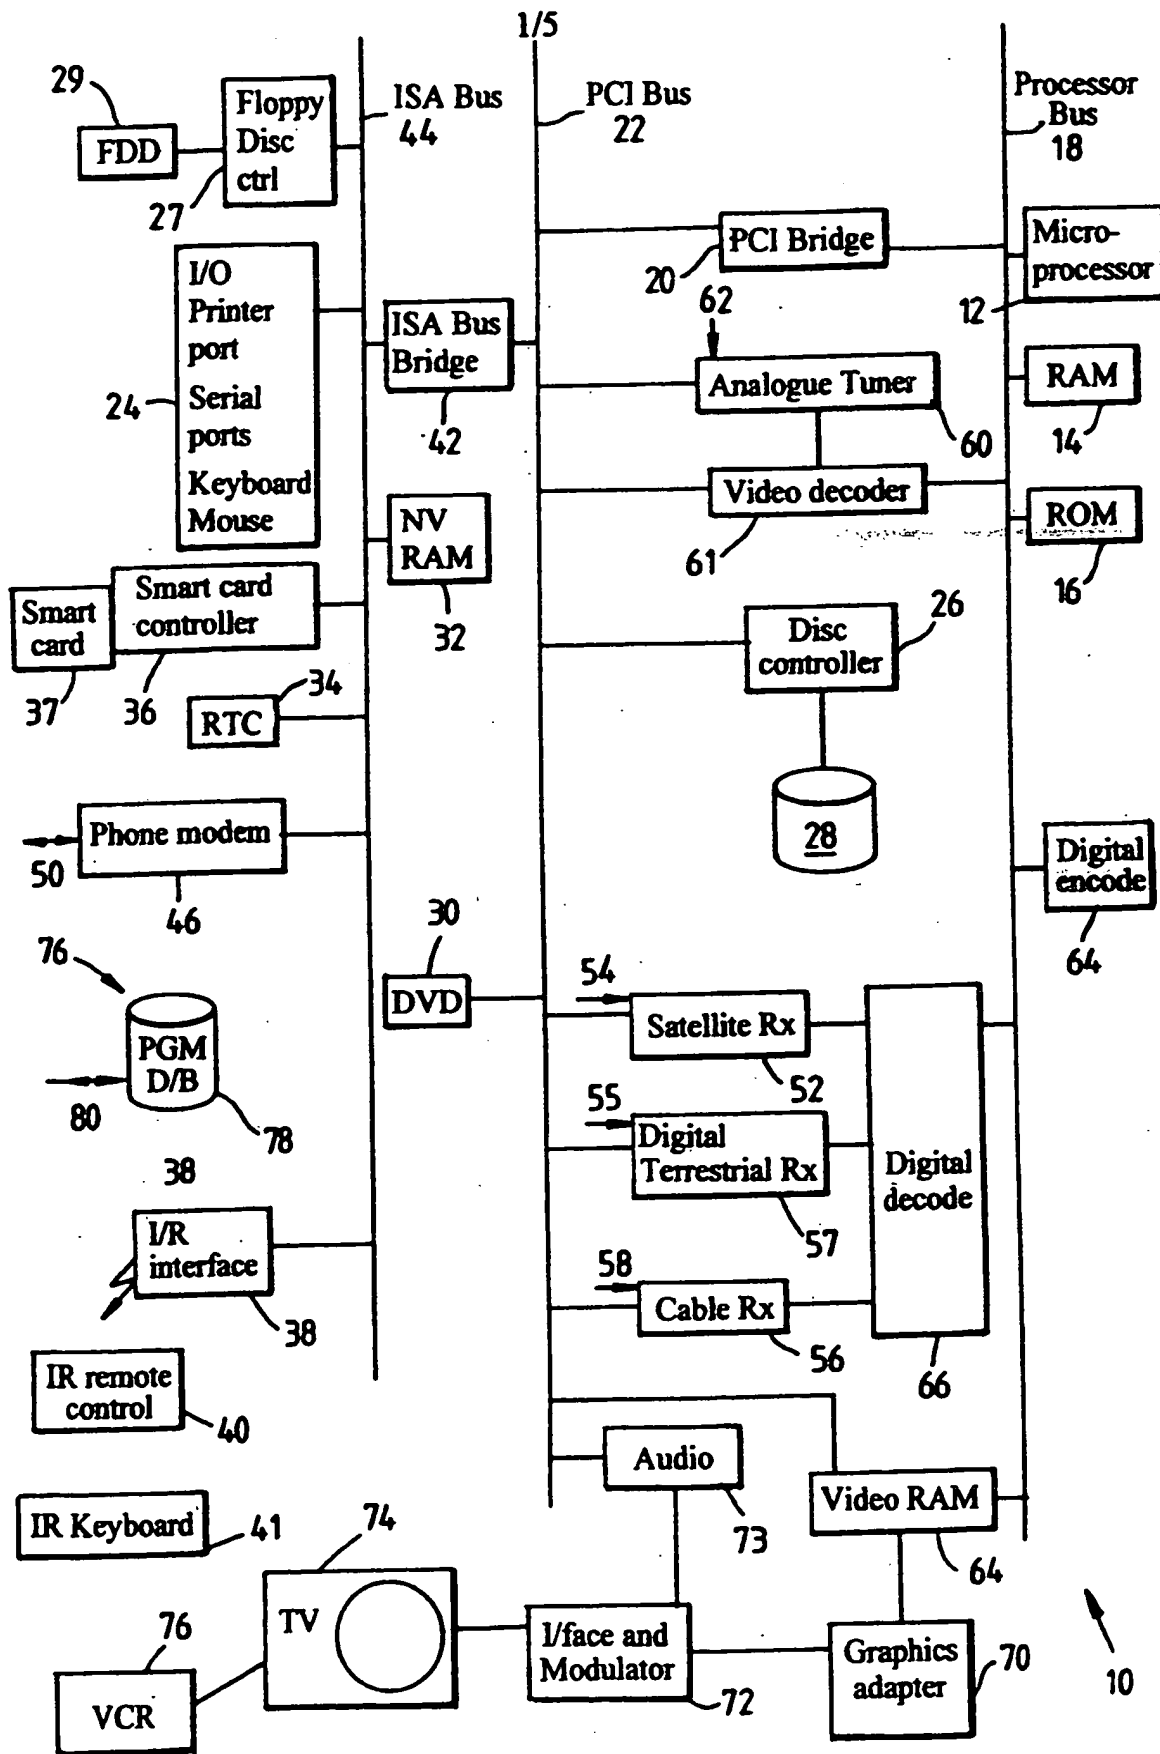 1/5
29
FDD
Floppy
Disc
ctrl
27
ISA Bus
44
PCI Bus
22
Processor
Bus
18
I/O
Printer
port
Serial
ports
Keyboard
Mouse
24
ISA Bus
Bridge
42
PCI Bridge
20
Micro-
processor
12
62
Analogue Tuner
60
RAM
14
Video decoder
61
ROM
16
NV
RAM
32
Smart
card
37
Smart card
controller
36
RTC
34
Disc
controller
26
28
Phone modem
50
46
Digital
encode
64
76
PGM
D/B
80
78
DVD
30
54
Satellite Rx
52
55
Digital
Terrestrial Rx
57
58
Cable Rx
56
Digital
decode
66
38
I/R
interface
38
IR remote
control
40
IR Keyboard
41
Audio
73
Video RAM
64
74
TV
76
VCR
I/face and
Modulator
72
Graphics
adapter
70
10